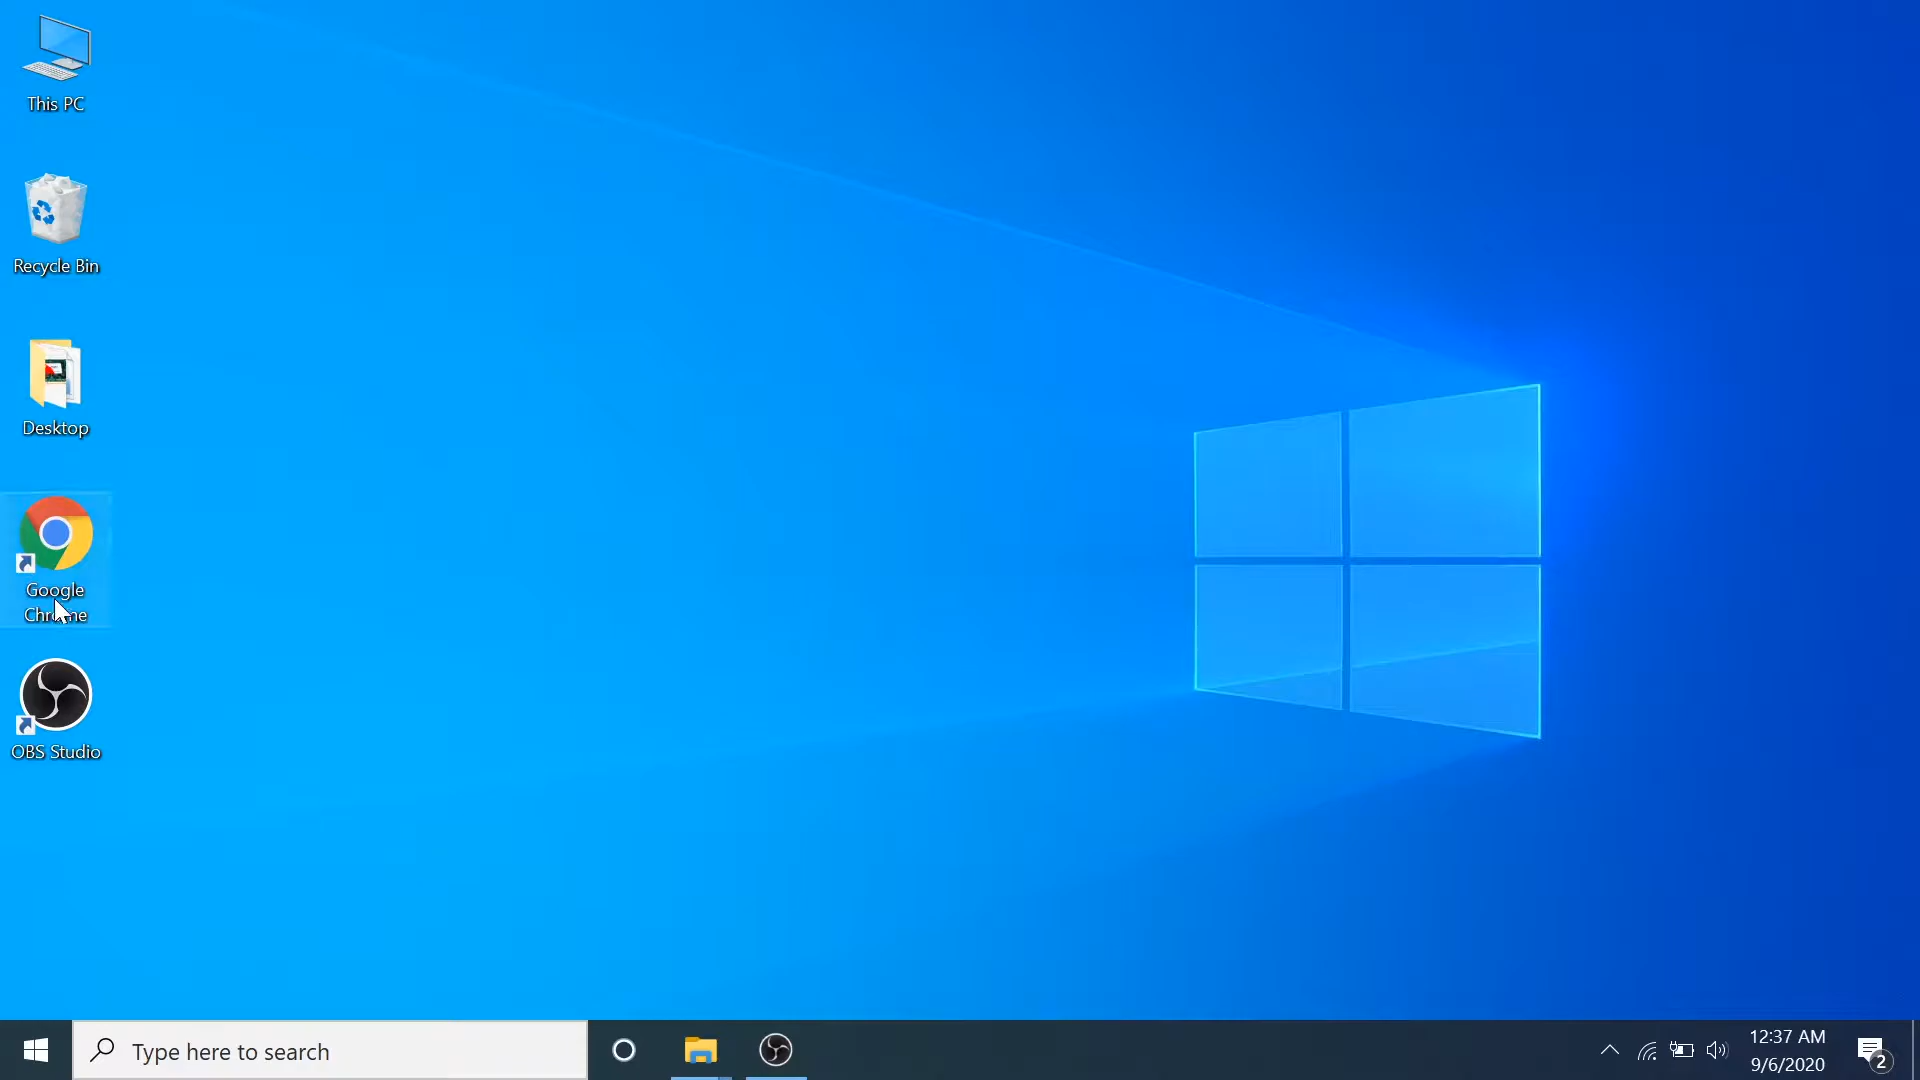 This PC
Recycle Bin
Desktop
Google
Chrome
OBS Studio
Type here to search
12:37 AM
9/6/2020
2